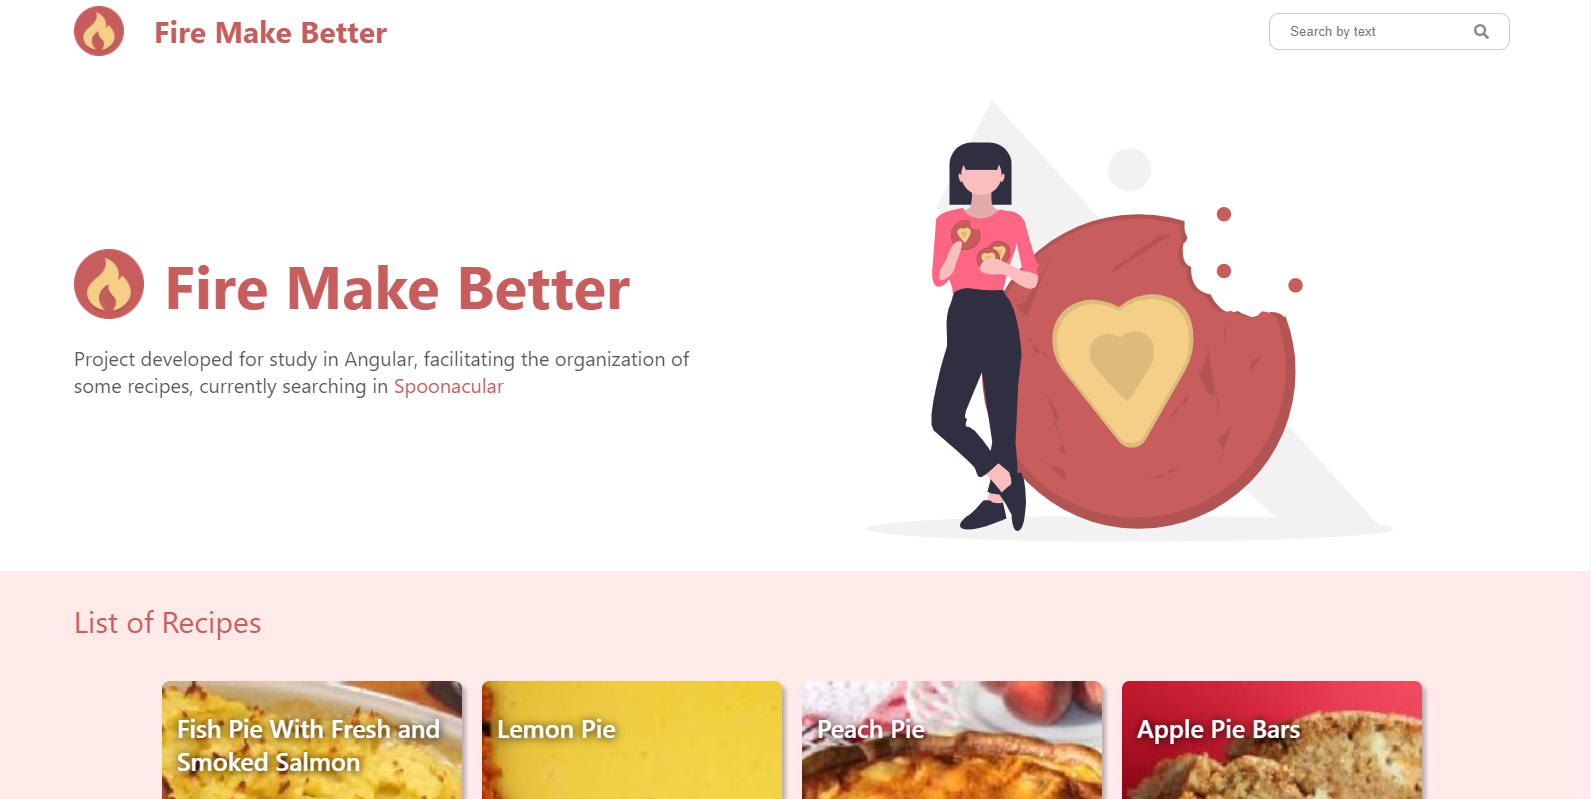 Fire Make Better
Search by text
Fire Make Better
Project developed for study in Angular, facilitating the organization of
some recipes, currently searching in Spoonacular
List of Recipes
Fish Pie With Fresh and
Smoked Salmon
Lemon Pie
Peach Pie
Apple Pie Bars